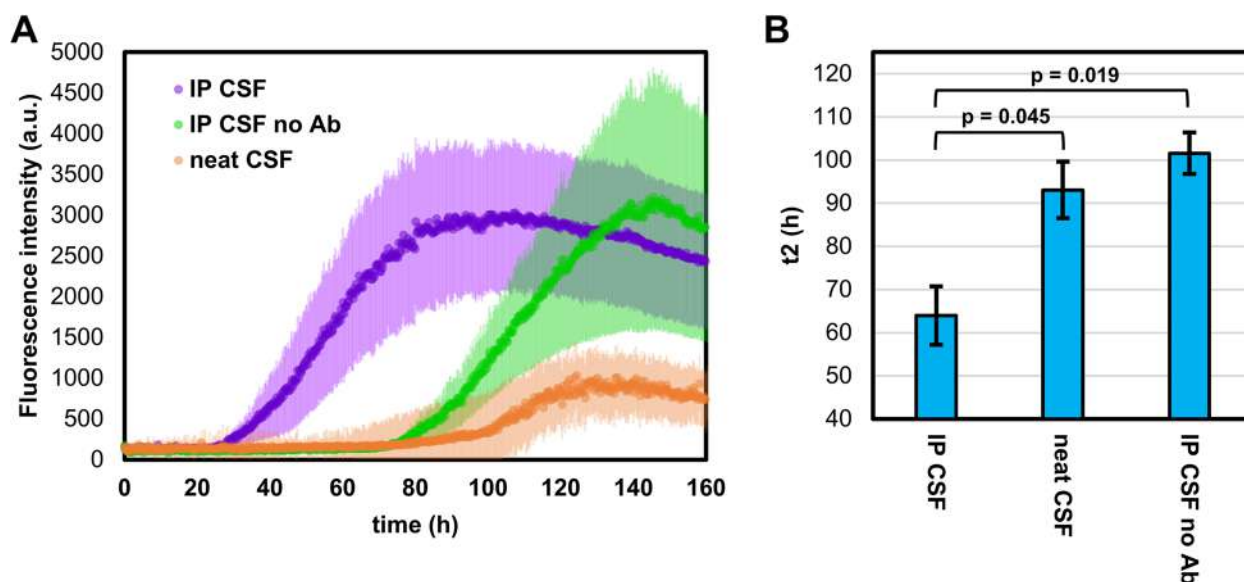 A
Fluorescence intensity (a.u.)
5000
4500
4000
3500
3000
2500
2000
1500
1000
500
0
IP CSF
IP CSF no Ab
neat CSF
0 20 40 60 80 100 120 140 160
time (h)
B
t2 (h)
120
110
100
90
80
70
60
50
40
p = 0.019
p = 0.045
IP CSF
neat CSF
IP CSF no Ab